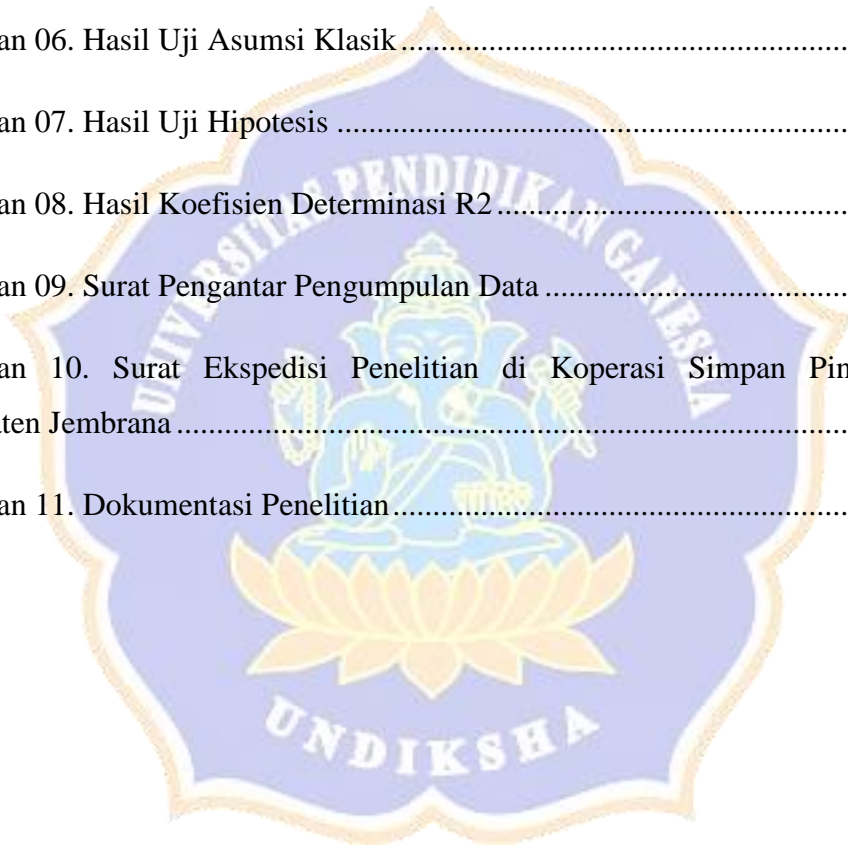 an 06. Hasil Uji Asumsi Klasik
an 07. Hasil Uji Hipotesis
an 08. Hasil Koefisien Determinasi R2
an 09. Surat Pengantar Pengumpulan Data
an 10. Surat Ekspedisi Penelitian di Koperasi Simpan Pin
aten Jembrana
an 11. Dokumentasi Penelitian
UNIVERSITAS PENDIDIKAN GANESHA
UNDIKSHA